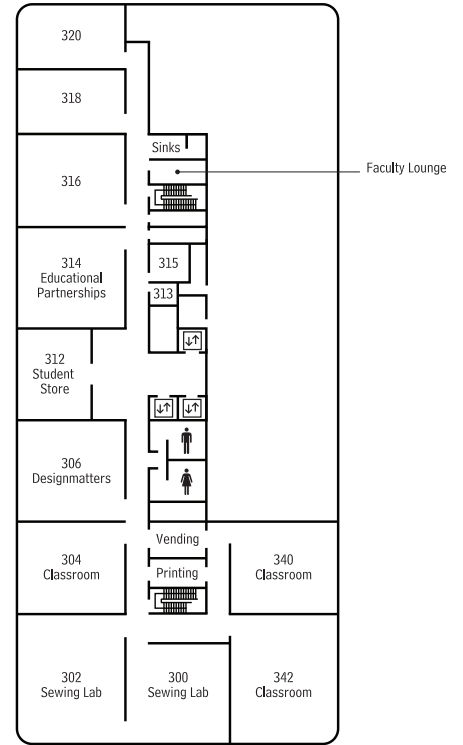 320
318
Sinks
Faculty Lounge
316
314
Educational
Partnerships
315
313
312
Student
Store
306
Designmatters
Vending
304
Classroom
Printing
340
Classroom
302
Sewing Lab
300
Sewing Lab
342
Classroom